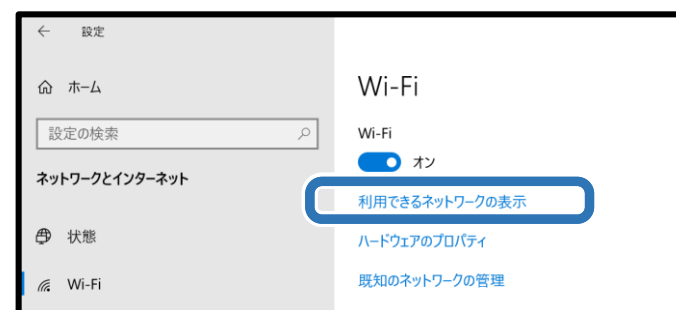 設定
ホーム
設定の検索
ネットワークとインターネット
状態
Wi-Fi
Wi-Fi
Wi-Fi
オン
利用できるネットワークの表示
ハードウェアのプロパティ
既知のネットワークの管理